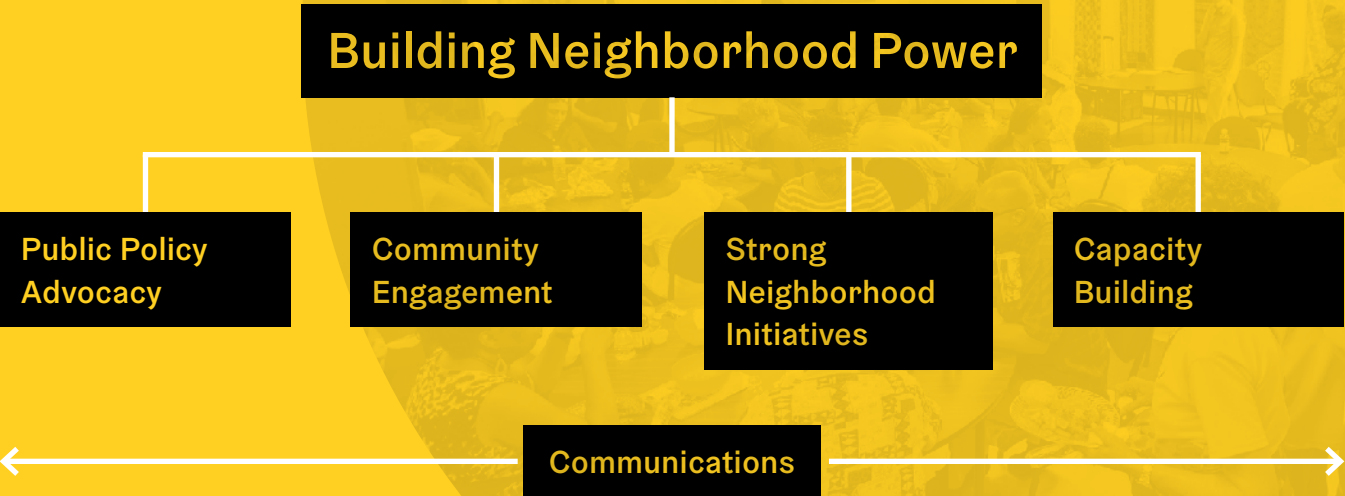 Building Neighborhood Power
Public Policy
Advocacy
Community
Engagement
Strong
Neighborhood
Initiatives
Capacity
Building
Communications